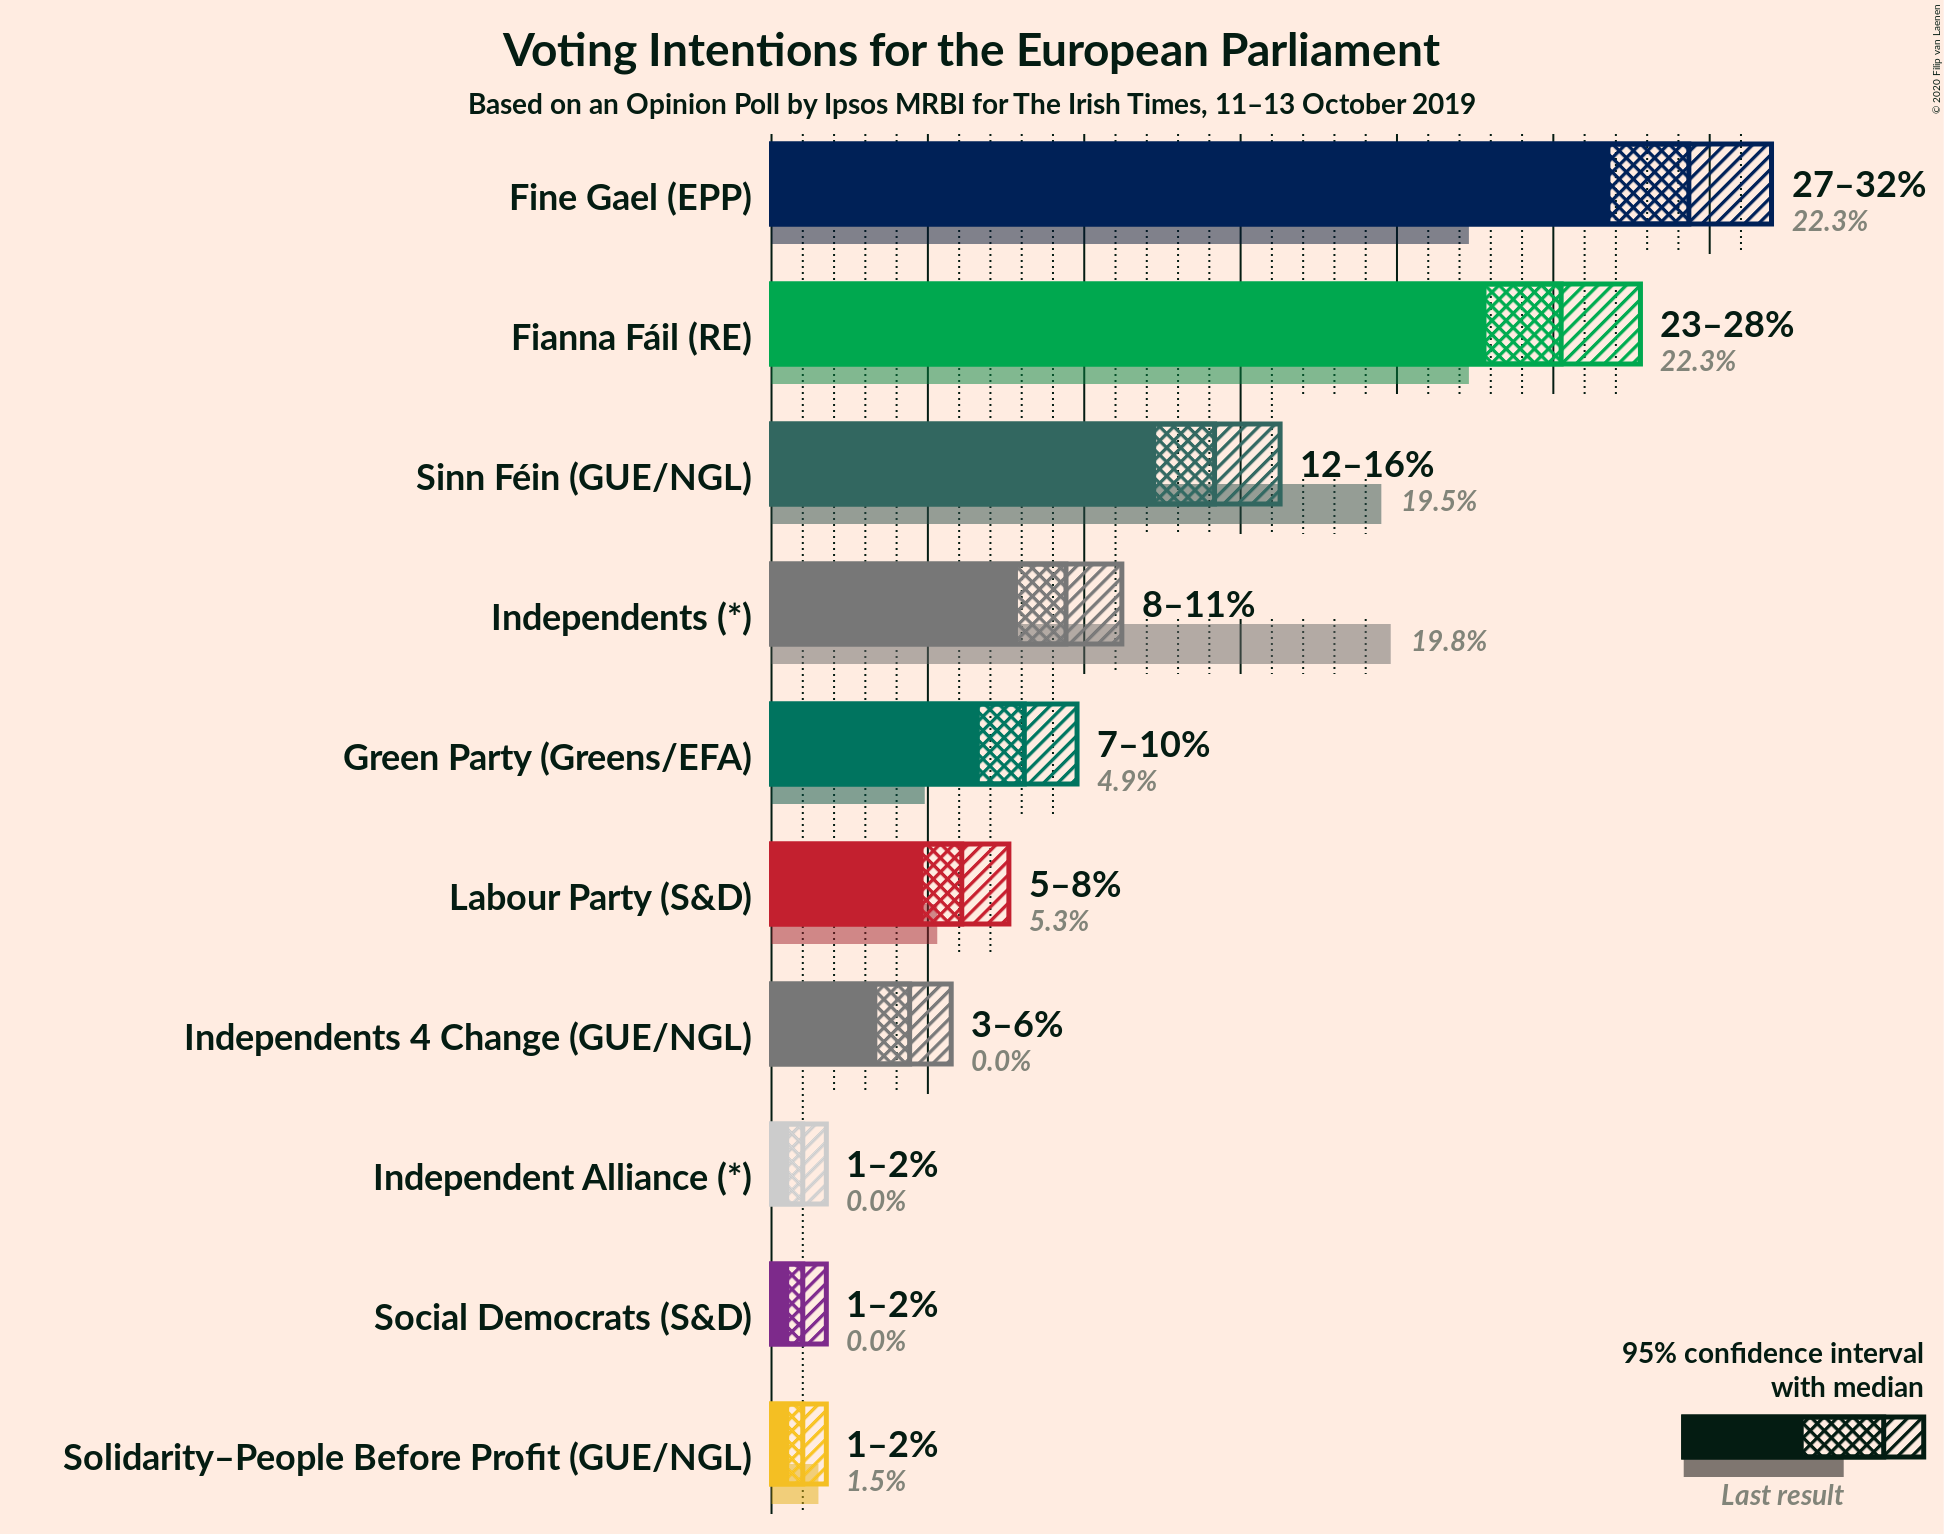 Voting Intentions for the European Parliament
Based on an Opinion Poll by Ipsos MRBI for The Irish Times, 11–13 October 2019
© 2020 Filip van Laenen
Fine Gael (EPP)
27–32%
22.3%
Fianna Fáil (RE)
23–28%
22.3%
Sinn Féin (GUE/NGL)
12–16%
19.5%
Independents (*)
8–11%
19.8%
Green Party (Greens/EFA)
7–10%
4.9%
Labour Party (S&D)
5–8%
5.3%
Independents 4 Change (GUE/NGL)
3–6%
0.0%
Independent Alliance (*)
1–2%
0.0%
Social Democrats (S&D)
1–2%
0.0%
Solidarity–People Before Profit (GUE/NGL)
1–2%
1.5%
95% confidence interval
with median
Last result